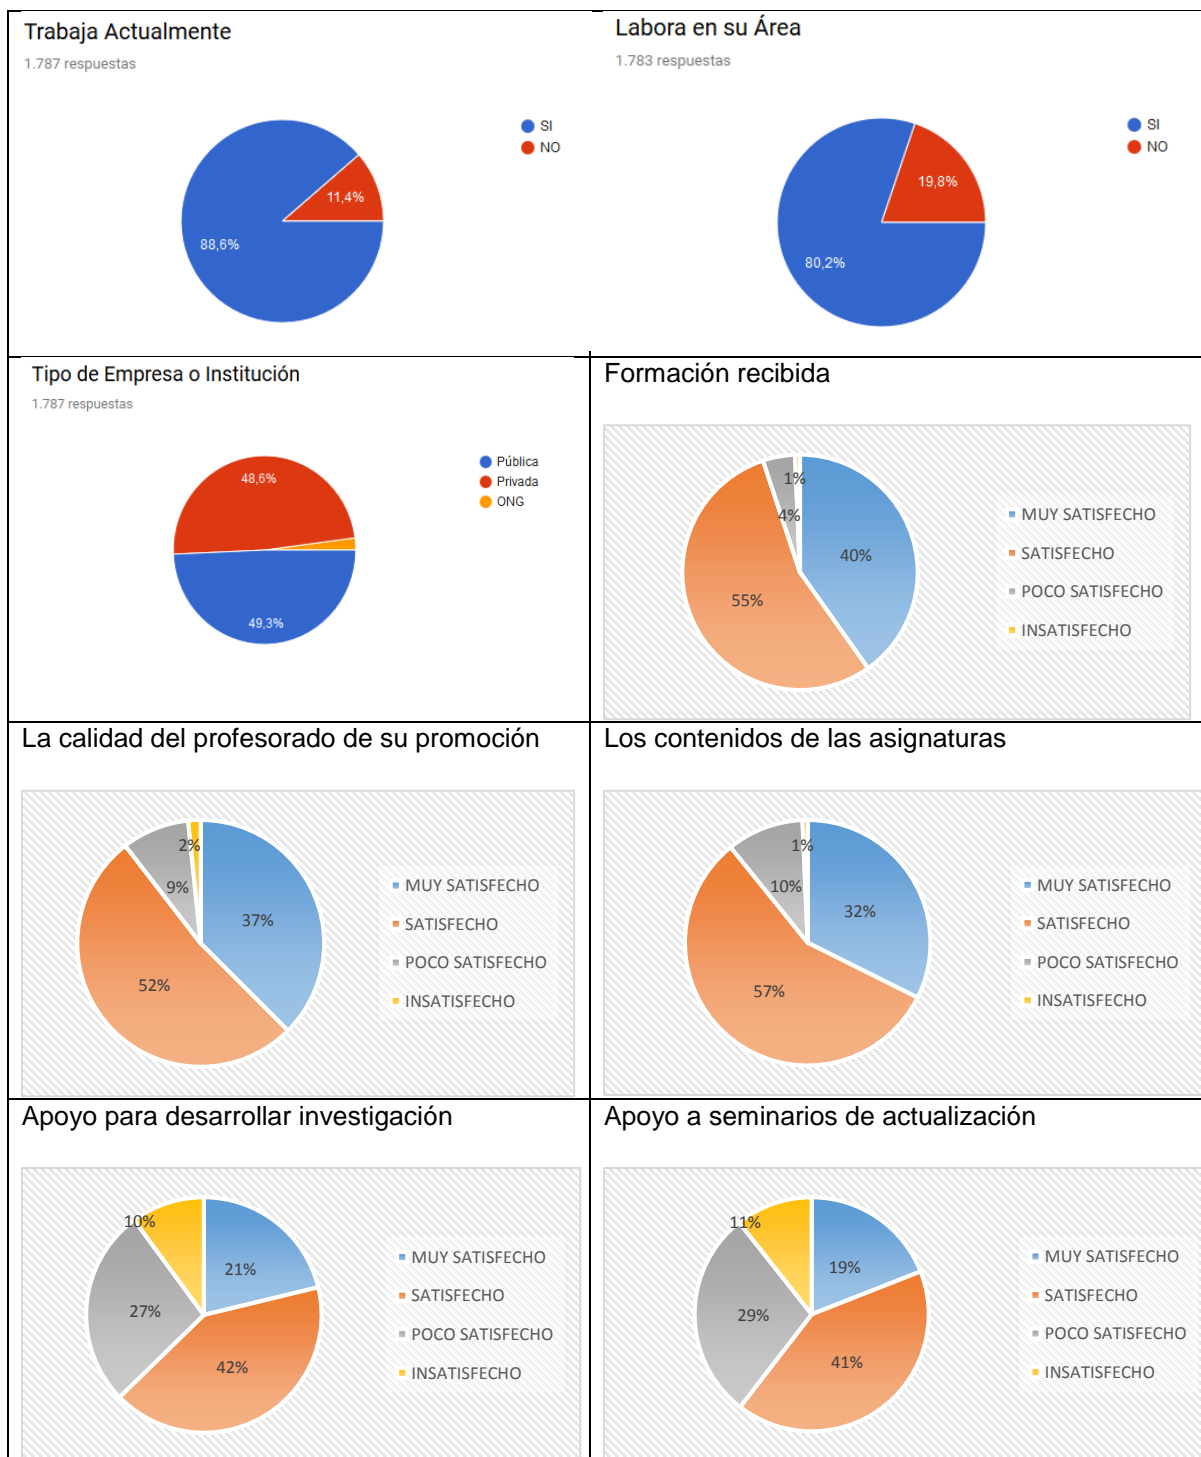 Trabaja Actualmente
1.787 respuestas
SI
NO
11,4%
88,6%
Labora en su Área
1.783 respuestas
SI
NO
19,8%
80,2%
Tipo de Empresa o Institución
1.787 respuestas
Pública
Privada
ONG
48,6%
49,3%
Formación recibida
1%
4%
40%
55%
MUY SATISFECHO
SATISFECHO
POCO SATISFECHO
INSATISFECHO
La calidad del profesorado de su promoción
2%
9%
37%
52%
MUY SATISFECHO
SATISFECHO
POCO SATISFECHO
INSATISFECHO
Los contenidos de las asignaturas
1%
10%
32%
57%
MUY SATISFECHO
SATISFECHO
POCO SATISFECHO
INSATISFECHO
Apoyo para desarrollar investigación
10%
21%
27%
42%
MUY SATISFECHO
SATISFECHO
POCO SATISFECHO
INSATISFECHO
Apoyo a seminarios de actualización
11%
19%
29%
41%
MUY SATISFECHO
SATISFECHO
POCO SATISFECHO
INSATISFECHO